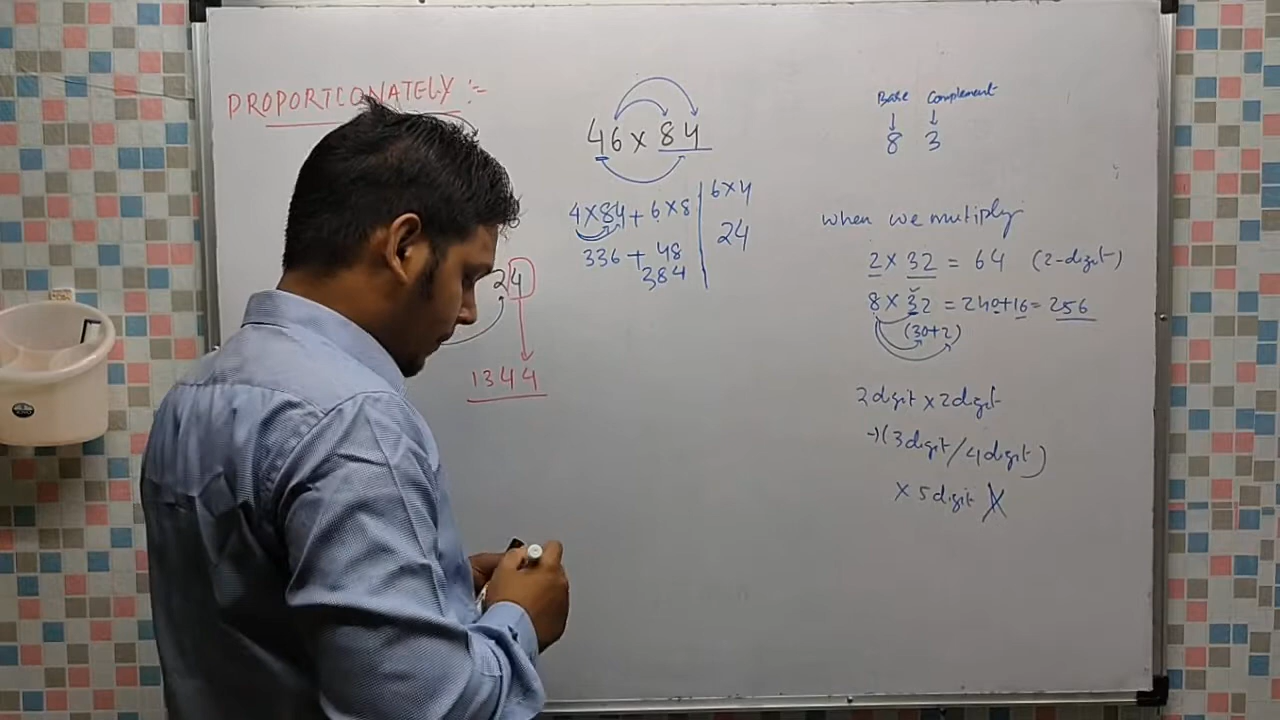 PROPORTIONATELY :-
24
1344
46 x 84
4x84 + 6x8 | 6x4
336 + 48 | 24
384
Base Complement
8 3
when we multiply
2 x 32 = 64 (2-digit)
8 x 32 = 240+16 = 256
(30+2)
2 digit x 2 digit
→ (3 digit / 4 digit)
x 5 digit X